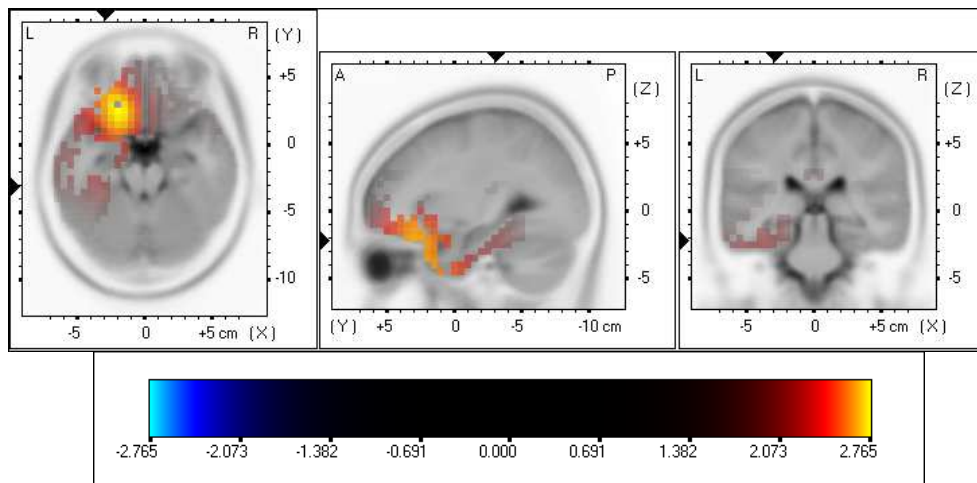 L R (Y)
+5
0
-5
-10
-5 0 +5 cm (X)
A P (Z)
+5
0
-5
(Y) +5 0 -5 -10 cm
L R (Z)
+5
0
-5
-5 0 +5 cm (X)
-2.765 -2.073 -1.382 -0.691 0.000 0.691 1.382 2.073 2.765